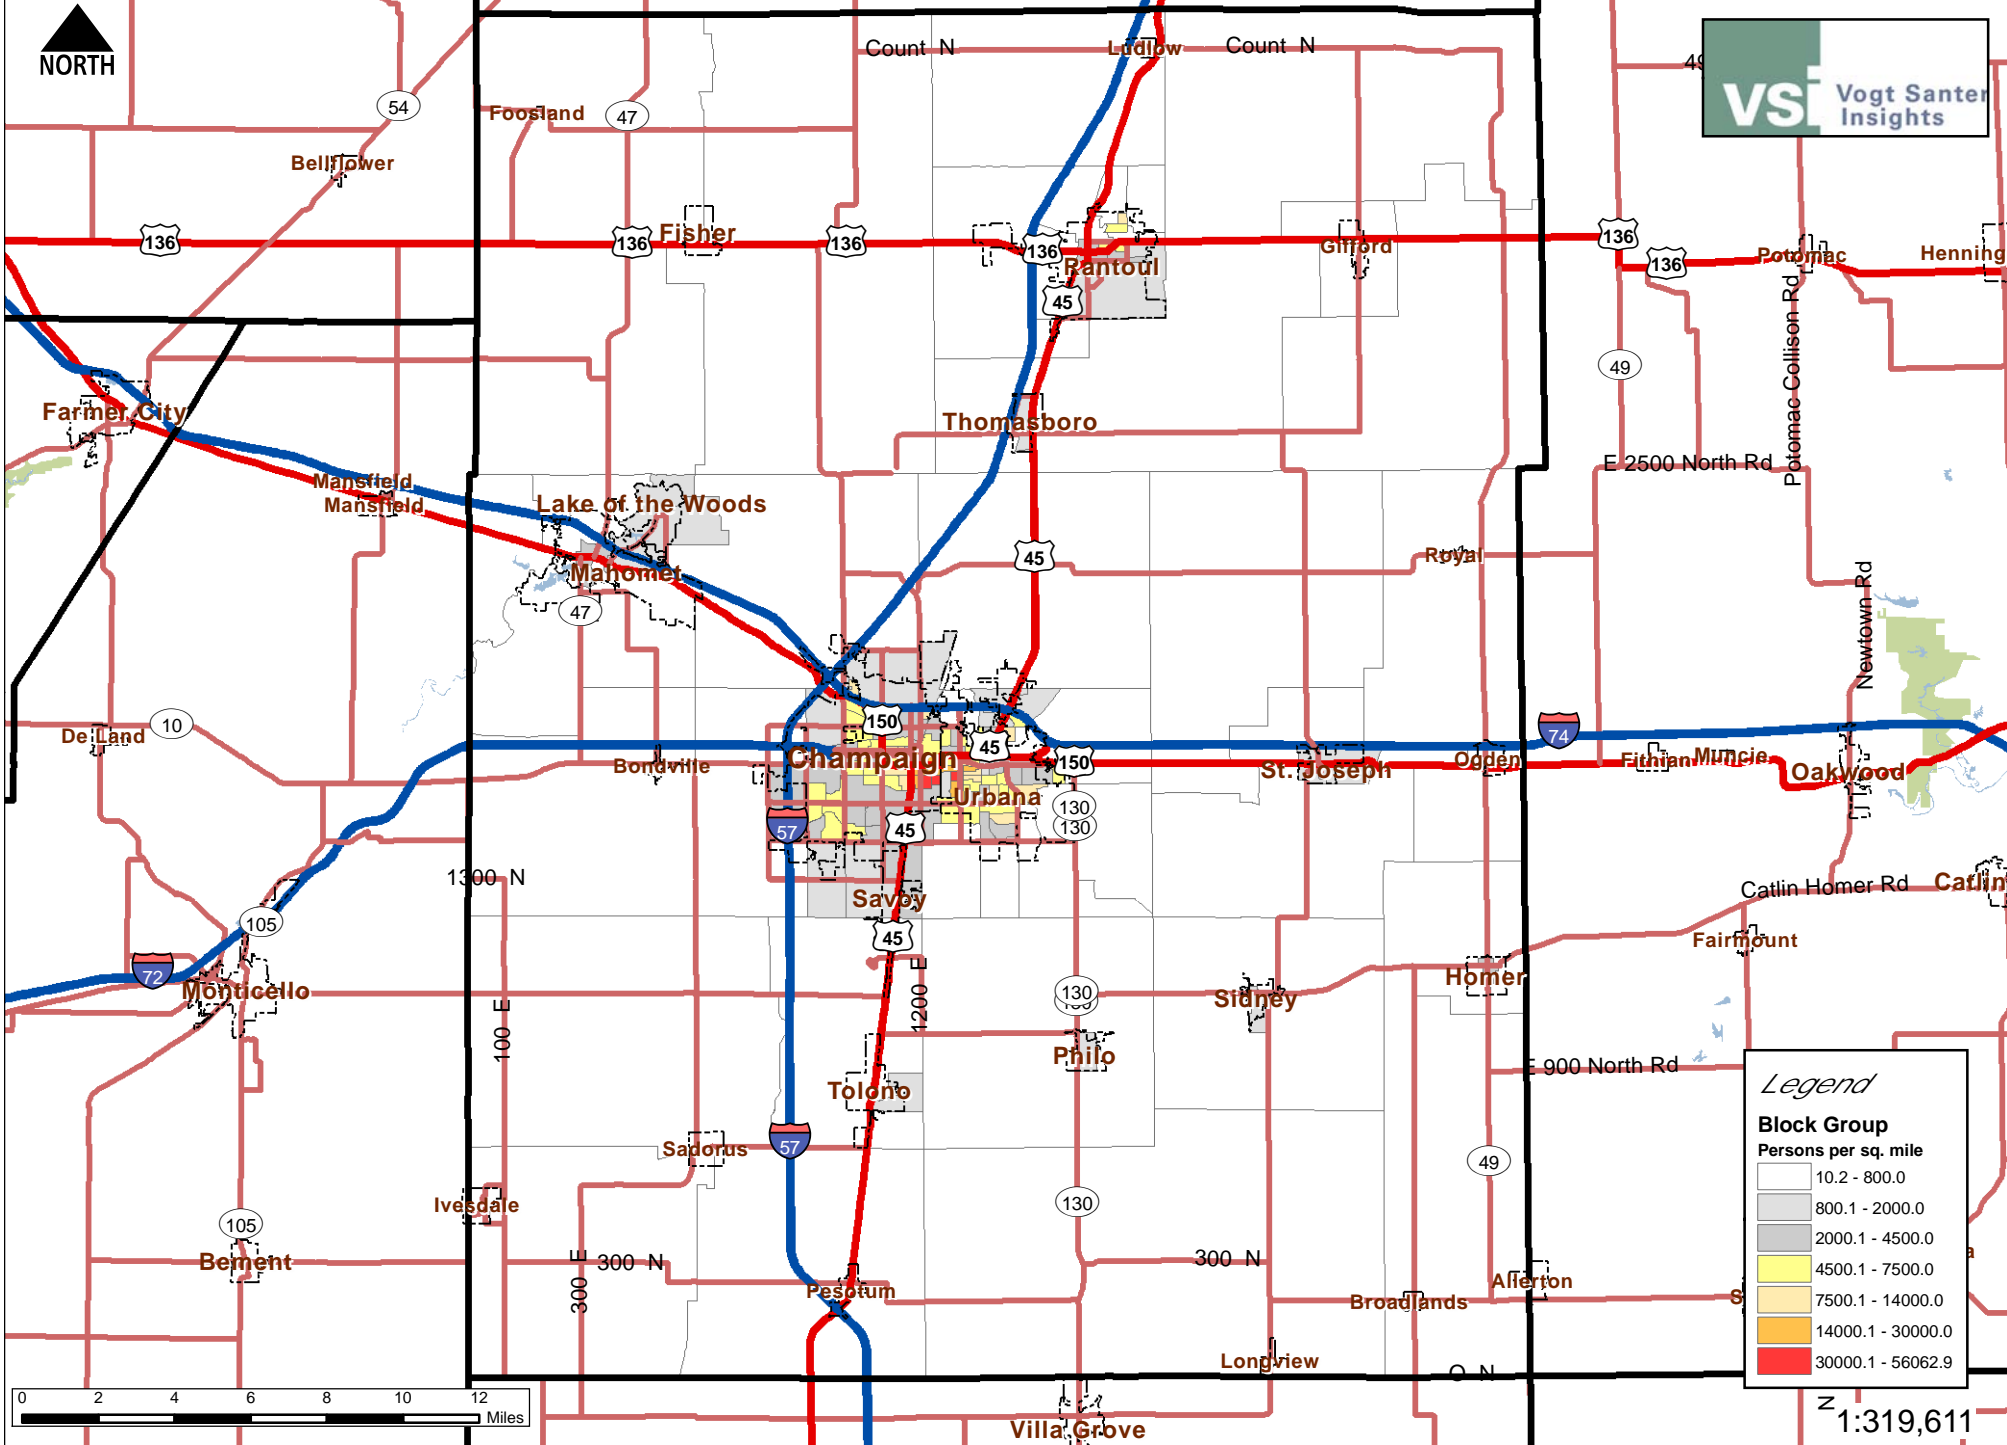 NORTH
Count N
Ludlow
Count N
VSi
Vogt Santer
Insights
54
47
Foosland
Bellflower
136
136
Fisher
136
136
Rantoul
Gifford
136
136
Potomac
Henning
45
Potomac Collison Rd
49
Farmer City
Thomasboro
Mansfield
Mansfield
Lake of the Woods
E 2500 North Rd
45
Royal
Mahomet
47
Newtown Rd
10
De Land
150
45
74
Bondville
Champaign
150
St. Joseph
Ogden
Fithian
Muncie
Oakwood
Urbana
130
130
57
45
1300 N
Savoy
Catlin Homer Rd
Catlin
105
45
Fairmount
72
Monticello
1200 E
130
Sidney
Homer
100 E
Philo
E 900 North Rd
Tolono
57
Sadorus
49
Ivesdale
130
105
Bement
300 E
300 N
300 N
Pesotum
Allerton
Broadlands
Longview
O N
Villa Grove
Legend
Block Group
Persons per sq. mile
10.2 - 800.0
800.1 - 2000.0
2000.1 - 4500.0
4500.1 - 7500.0
7500.1 - 14000.0
14000.1 - 30000.0
30000.1 - 56062.9
0 2 4 6 8 10 12
Miles
N
1:319,611